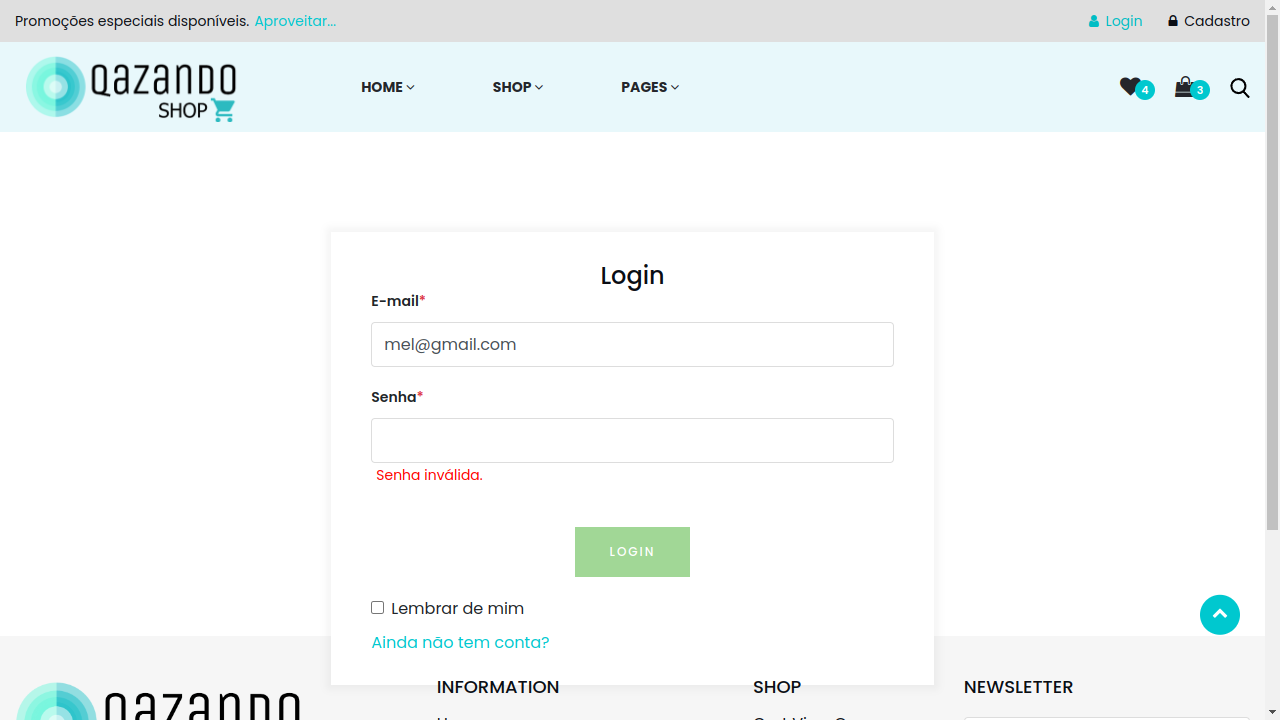 Promoções especiais disponíveis. Aproveitar...
Login
Cadastro
QAZANDO
SHOP
HOME
SHOP
PAGES
4
3
Login
E-mail*
mel@gmail.com
Senha*
Senha inválida.
LOGIN
Lembrar de mim
Ainda não tem conta?
QAZANDO
INFORMATION
SHOP
NEWSLETTER